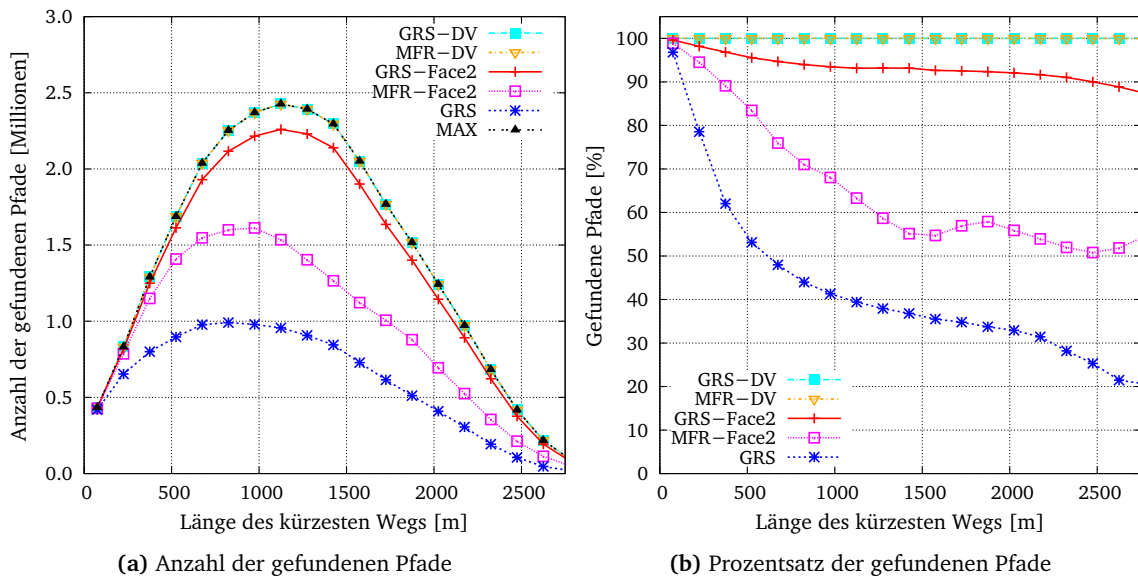 3.0
2.5
2.0
1.5
1.0
0.5
0.0
Anzahl der gefundenen Pfade [Millionen]
GRS−DV
MFR−DV
GRS−Face2
MFR−Face2
GRS
MAX
0 500 1000 1500 2000 2500
Länge des kürzesten Wegs [m]
(a) Anzahl der gefundenen Pfade
100
90
80
70
60
50
40
30
20
10
0
Gefundene Pfade [%]
GRS−DV
MFR−DV
GRS−Face2
MFR−Face2
GRS
0 500 1000 1500 2000 2500
Länge des kürzesten Wegs [m]
(b) Prozentsatz der gefundenen Pfade